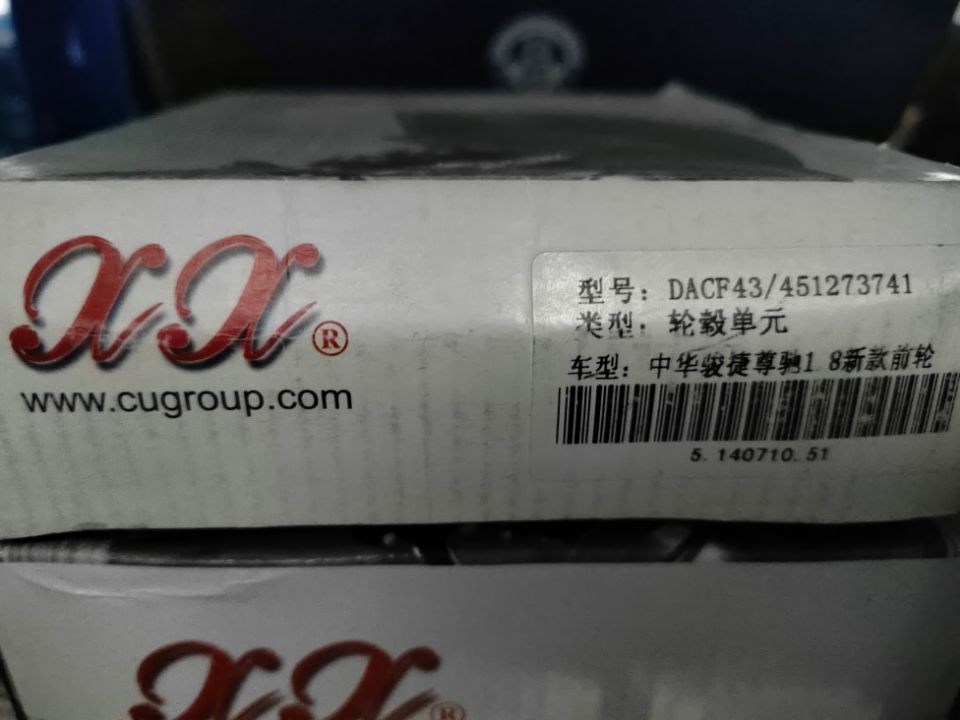 XX®
www.cugroup.com
型号：DACF43/451273741
类型：轮毂单元
车型：中华骏捷尊驰1 8新款前轮
5.140710.51
XX®